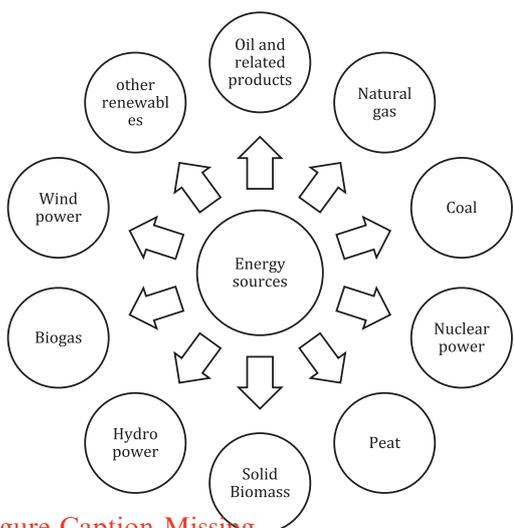 Oil and
related
products
Natural
gas
Coal
Nuclear
power
Peat
Solid
Biomass
Hydro
power
Biogas
Wind
power
other
renewabl
es
Energy
sources
gure Caption Missing